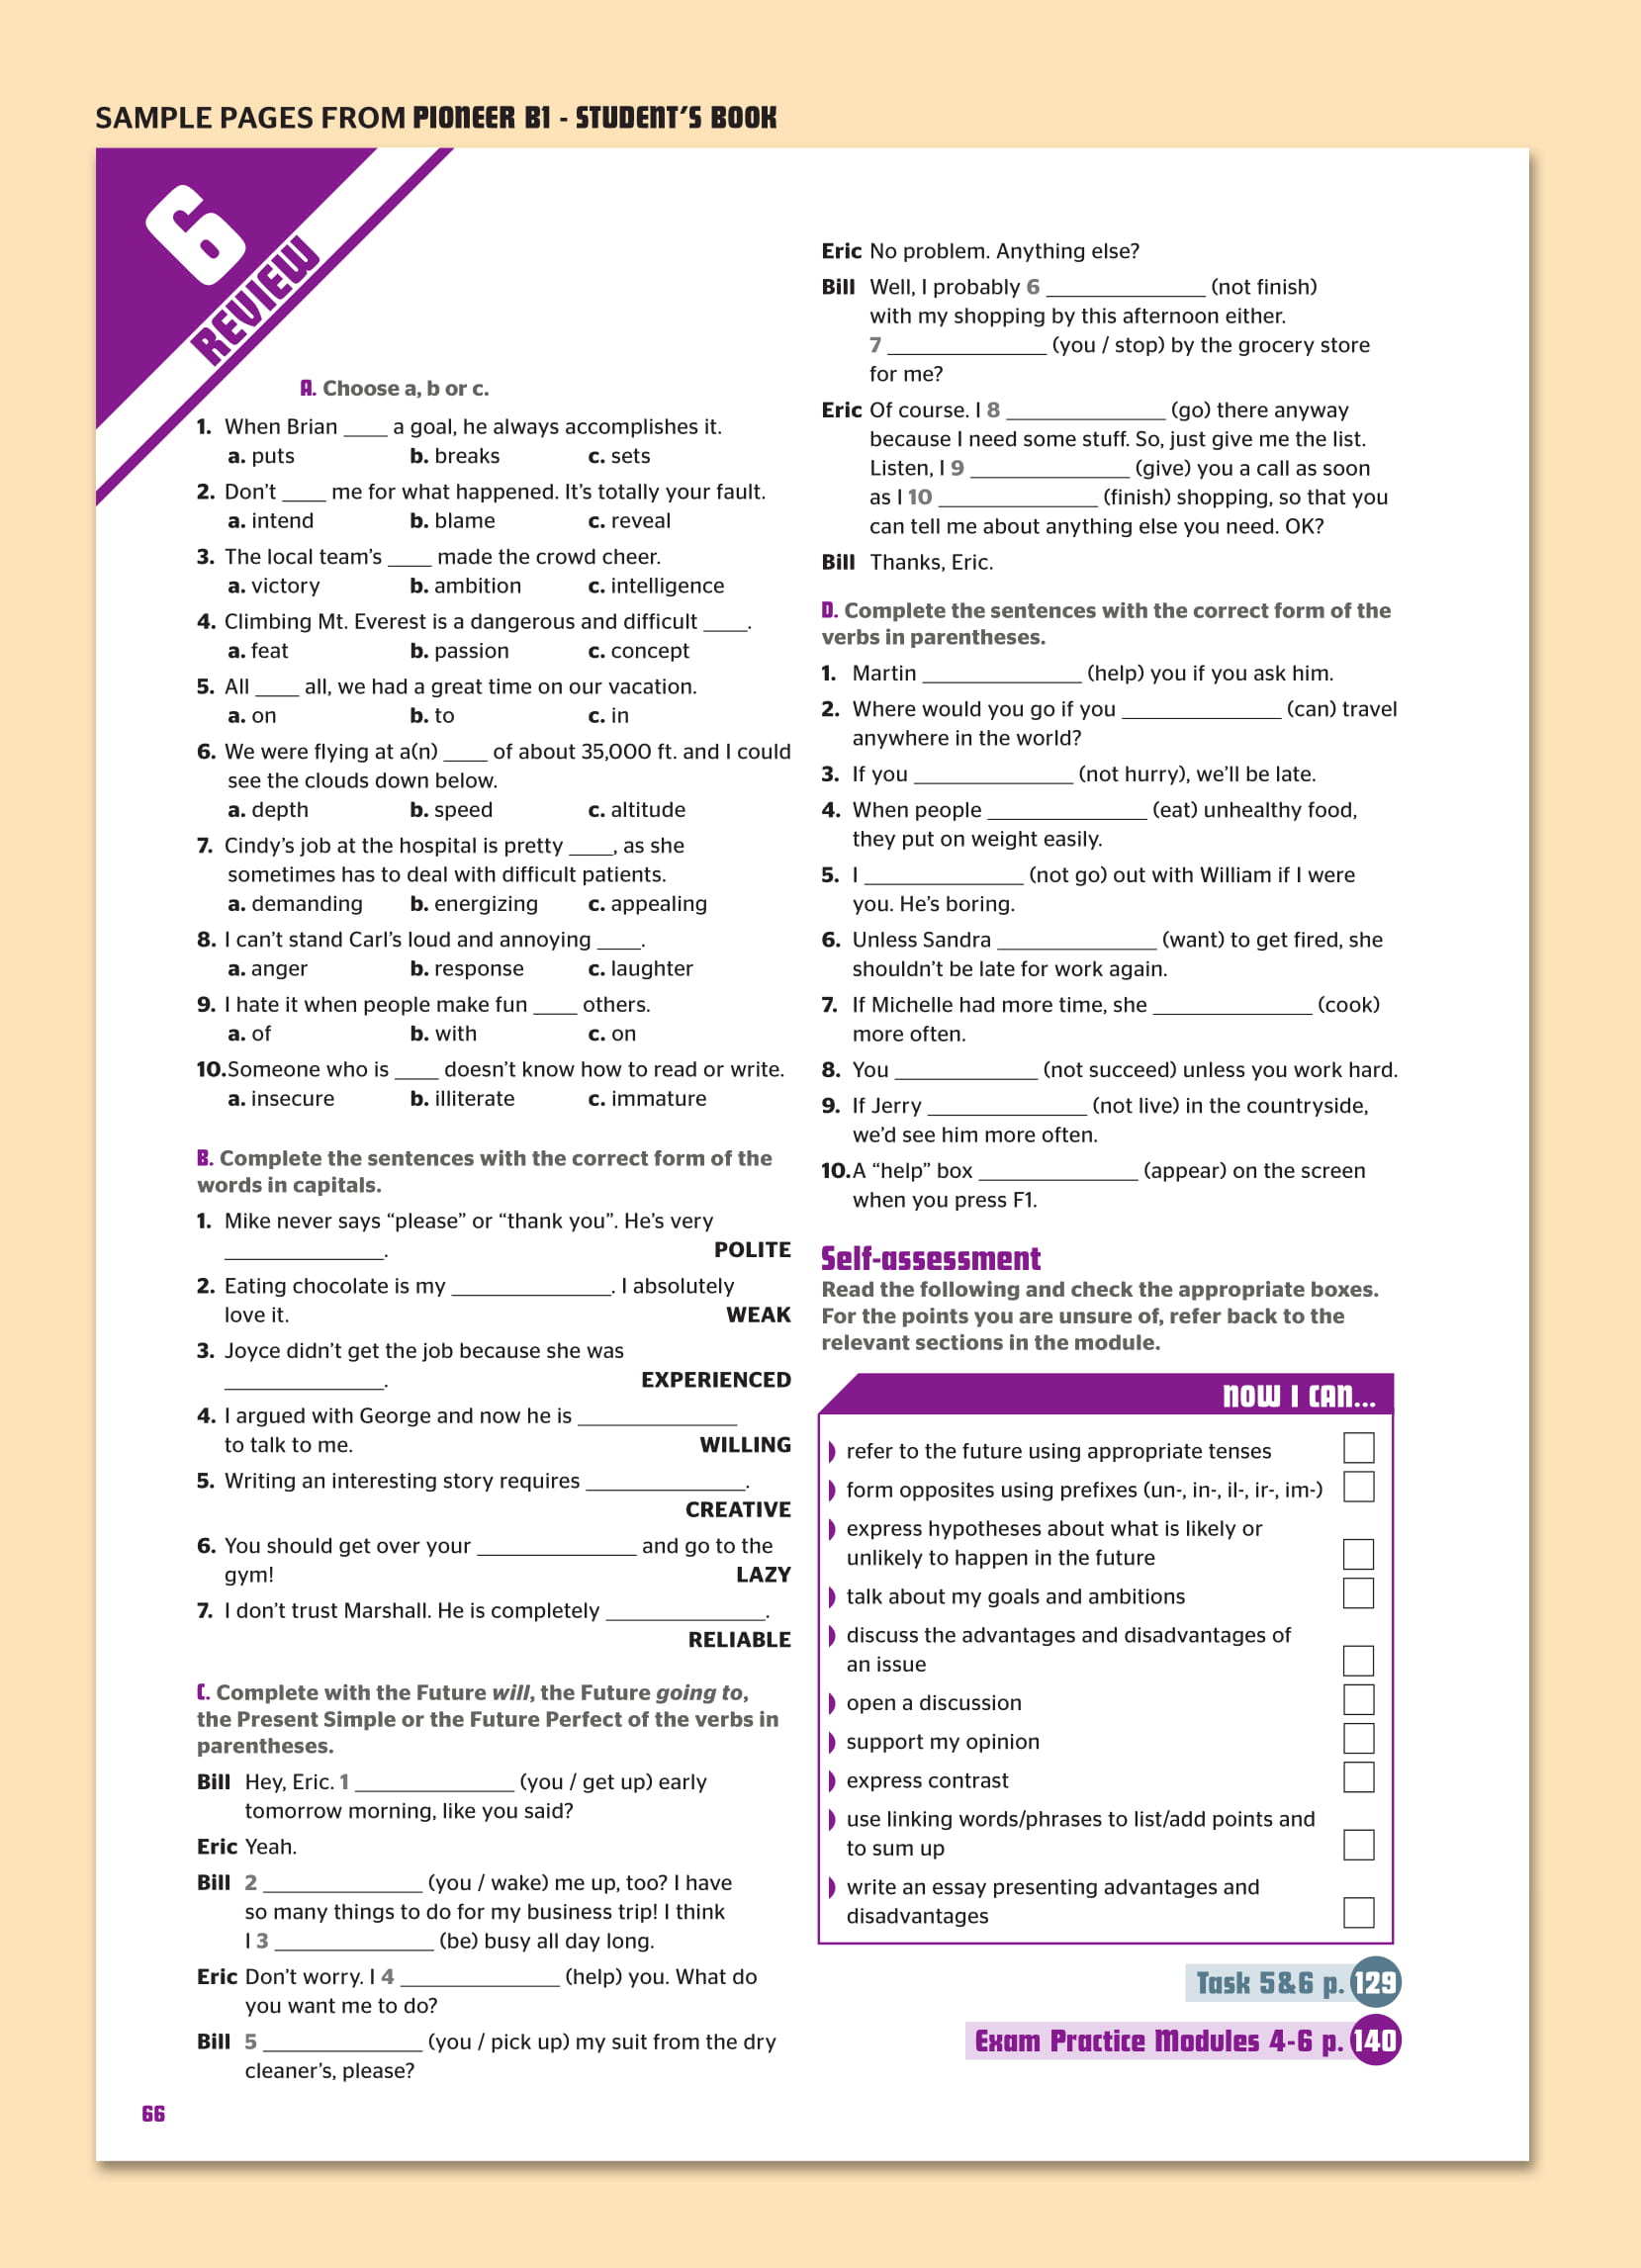 SAMPLE PAGES FROM PIONEER B1 - STUDENT'S BOOK
6
REVIEW
A. Choose a, b or c.
1. When Brian ____ a goal, he always accomplishes it.
a. puts b. breaks c. sets
2. Don't ____ me for what happened. It's totally your fault.
a. intend b. blame c. reveal
3. The local team's ____ made the crowd cheer.
a. victory b. ambition c. intelligence
4. Climbing Mt. Everest is a dangerous and difficult ____.
a. feat b. passion c. concept
5. All ____ all, we had a great time on our vacation.
a. on b. to c. in
6. We were flying at a(n) ____ of about 35,000 ft. and I could
see the clouds down below.
a. depth b. speed c. altitude
7. Cindy's job at the hospital is pretty ____, as she
sometimes has to deal with difficult patients.
a. demanding b. energizing c. appealing
8. I can't stand Carl's loud and annoying ____.
a. anger b. response c. laughter
9. I hate it when people make fun ____ others.
a. of b. with c. on
10.Someone who is ____ doesn't know how to read or write.
a. insecure b. illiterate c. immature
B. Complete the sentences with the correct form of the
words in capitals.
1. Mike never says “please” or “thank you”. He's very
______________. POLITE
2. Eating chocolate is my ______________. I absolutely
love it. WEAK
3. Joyce didn't get the job because she was
______________. EXPERIENCED
4. I argued with George and now he is ______________
to talk to me. WILLING
5. Writing an interesting story requires ______________.
CREATIVE
6. You should get over your ______________ and go to the
gym! LAZY
7. I don't trust Marshall. He is completely ______________.
RELIABLE
C. Complete with the Future will, the Future going to,
the Present Simple or the Future Perfect of the verbs in
parentheses.
Bill Hey, Eric. 1 ______________ (you / get up) early
tomorrow morning, like you said?
Eric Yeah.
Bill 2 ______________ (you / wake) me up, too? I have
so many things to do for my business trip! I think
I 3 ______________ (be) busy all day long.
Eric Don't worry. I 4 ______________ (help) you. What do
you want me to do?
Bill 5 ______________ (you / pick up) my suit from the dry
cleaner's, please?
66
Eric No problem. Anything else?
Bill Well, I probably 6 ______________ (not finish)
with my shopping by this afternoon either.
7 ______________ (you / stop) by the grocery store
for me?
Eric Of course. I 8 ______________ (go) there anyway
because I need some stuff. So, just give me the list.
Listen, I 9 ______________ (give) you a call as soon
as I 10 ______________ (finish) shopping, so that you
can tell me about anything else you need. OK?
Bill Thanks, Eric.
D. Complete the sentences with the correct form of the
verbs in parentheses.
1. Martin ______________ (help) you if you ask him.
2. Where would you go if you ______________ (can) travel
anywhere in the world?
3. If you ______________ (not hurry), we'll be late.
4. When people ______________ (eat) unhealthy food,
they put on weight easily.
5. I ______________ (not go) out with William if I were
you. He's boring.
6. Unless Sandra ______________ (want) to get fired, she
shouldn't be late for work again.
7. If Michelle had more time, she ______________ (cook)
more often.
8. You ______________ (not succeed) unless you work hard.
9. If Jerry ______________ (not live) in the countryside,
we'd see him more often.
10.A “help” box ______________ (appear) on the screen
when you press F1.
Self-assessment
Read the following and check the appropriate boxes.
For the points you are unsure of, refer back to the
relevant sections in the module.
NOW I CAN...
refer to the future using appropriate tenses
form opposites using prefixes (un-, in-, il-, ir-, im-)
express hypotheses about what is likely or
unlikely to happen in the future
talk about my goals and ambitions
discuss the advantages and disadvantages of
an issue
open a discussion
support my opinion
express contrast
use linking words/phrases to list/add points and
to sum up
write an essay presenting advantages and
disadvantages
Task 5&6 p. 129
Exam Practice Modules 4-6 p. 140